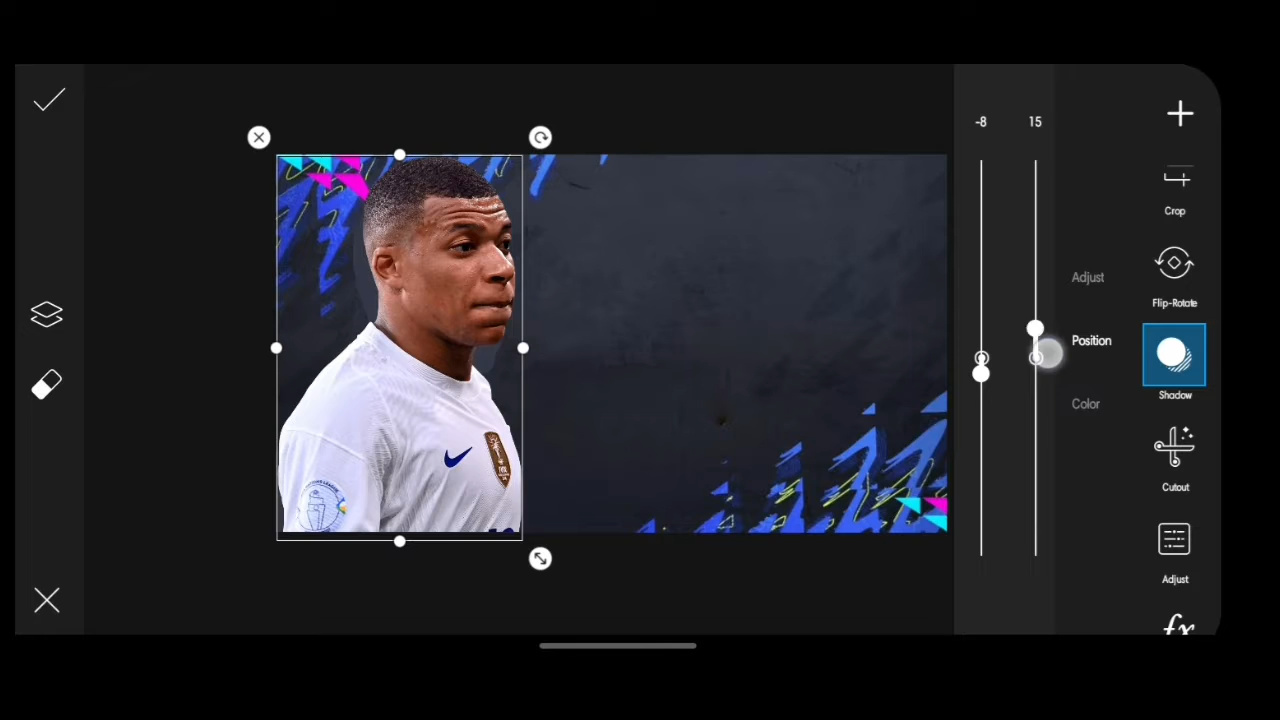 -8 15
Crop
Adjust
Flip-Rotate
Position
Shadow
Color
Cutout
Adjust
fx